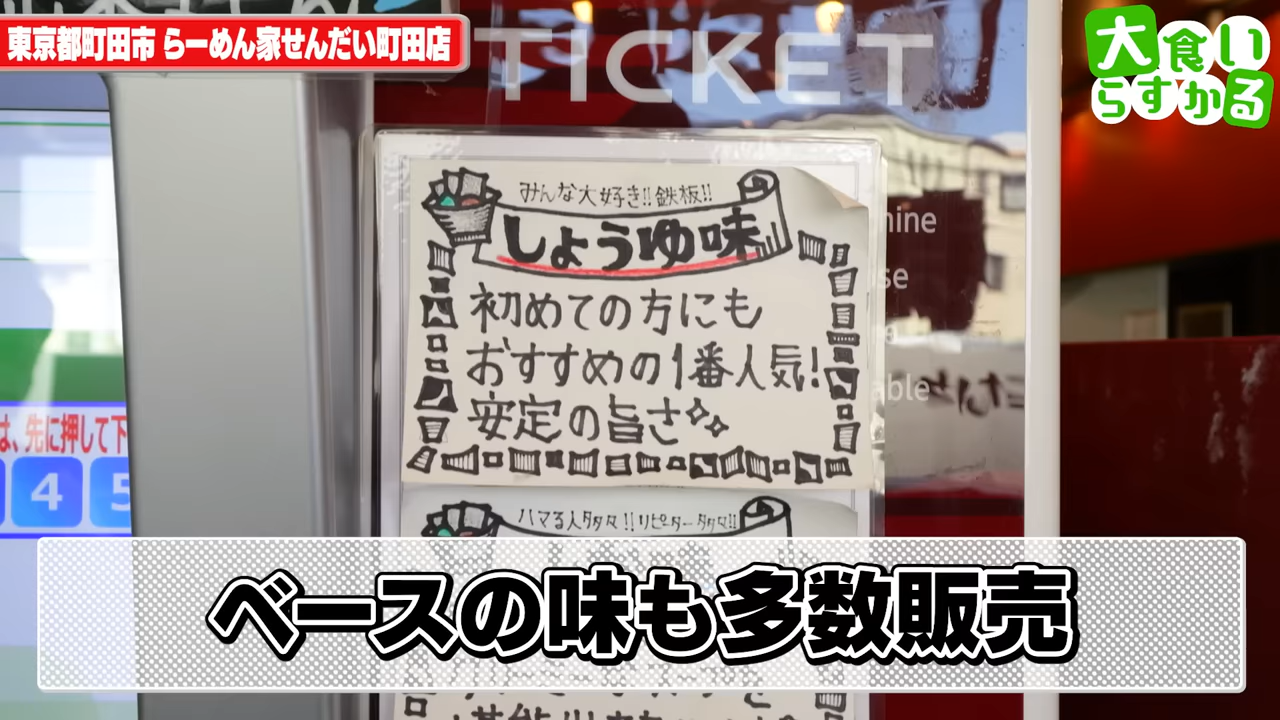 東京都町田市 らーめん家せんだい町田店
大食い
らすかる
TICKET
みんな大好き!!鉄板!!
しょうゆ味
初めての方にも
おすすめの1番人気!
安定の旨さ
は、先に押して下
4 5
ハマる人タタタ!!リピーター タタタ!!
ベースの味も多数販売